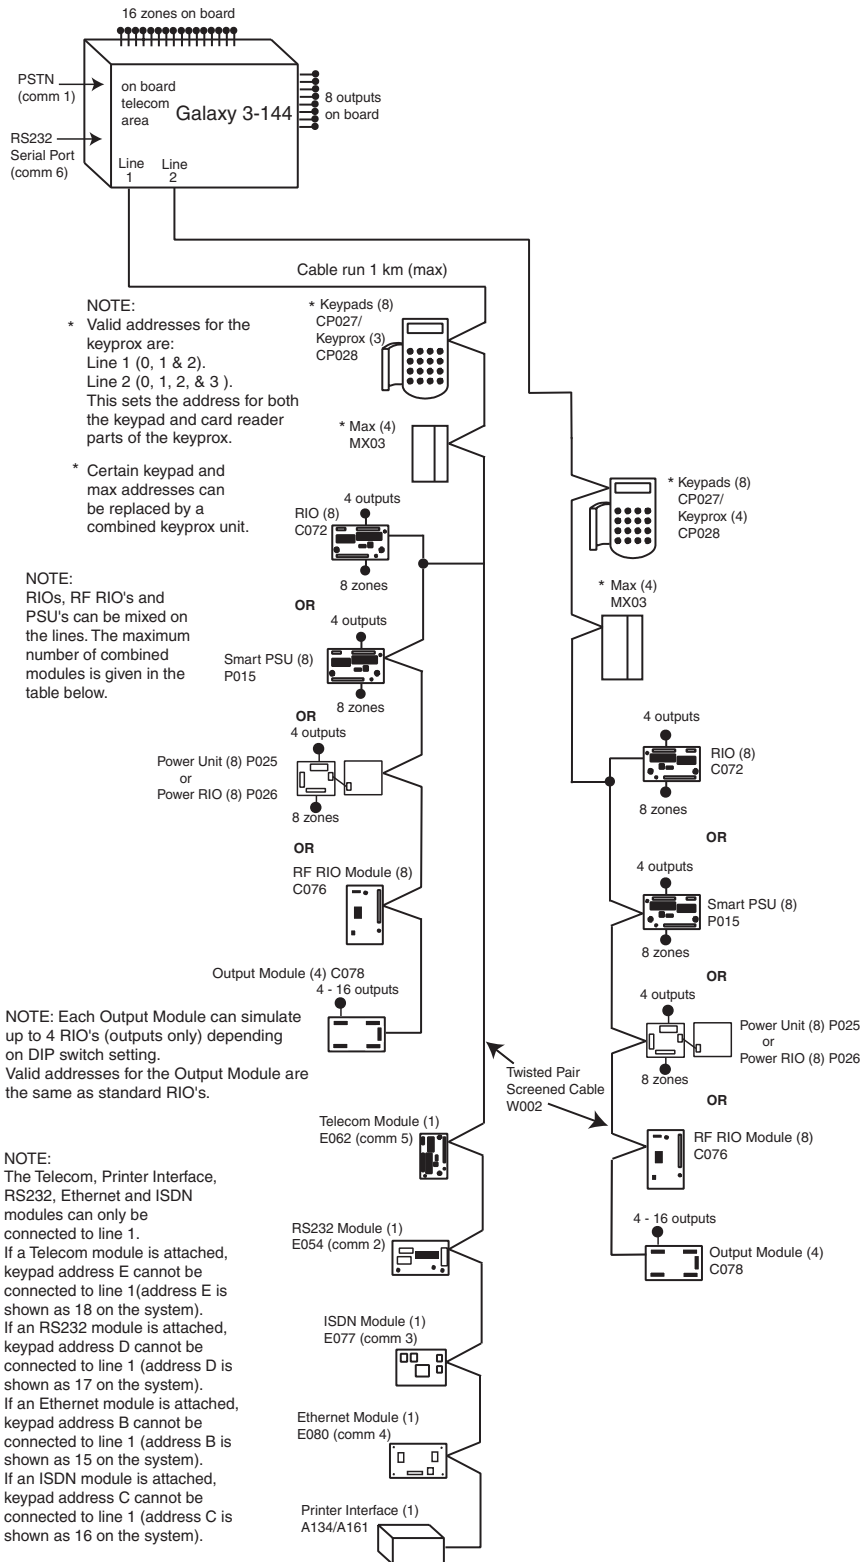 16 zones on board
PSTN
(comm 1)
on board
telecom
area
Galaxy 3-144
8 outputs
on board
RS232
Serial Port
(comm 6)
Line
1
Line
2
Cable run 1 km (max)
NOTE:
* Valid addresses for the
keyprox are:
Line 1 (0, 1 & 2).
Line 2 (0, 1, 2, & 3 ).
This sets the address for both
the keypad and card reader
parts of the keyprox.
* Certain keypad and
max addresses can
be replaced by a
combined keyprox unit.
* Keypads (8)
CP027/
Keyprox (3)
CP028
* Max (4)
MX03
4 outputs
RIO (8)
C072
8 zones
OR
NOTE:
RIOs, RF RIO's and
PSU's can be mixed on
the lines. The maximum
number of combined
modules is given in the
table below.
4 outputs
Smart PSU (8)
P015
8 zones
OR
4 outputs
Power Unit (8) P025
or
Power RIO (8) P026
8 zones
OR
RF RIO Module (8)
C076
Output Module (4) C078
4 - 16 outputs
NOTE: Each Output Module can simulate
up to 4 RIO's (outputs only) depending
on DIP switch setting.
Valid addresses for the Output Module are
the same as standard RIO's.
* Keypads (8)
CP027/
Keyprox (4)
CP028
* Max (4)
MX03
4 outputs
RIO (8)
C072
8 zones
OR
4 outputs
Smart PSU (8)
P015
8 zones
OR
4 outputs
Power Unit (8) P025
or
Power RIO (8) P026
8 zones
OR
Twisted Pair
Screened Cable
W002
RF RIO Module (8)
C076
4 - 16 outputs
Output Module (4)
C078
Telecom Module (1)
E062 (comm 5)
RS232 Module (1)
E054 (comm 2)
ISDN Module (1)
E077 (comm 3)
Ethernet Module (1)
E080 (comm 4)
Printer Interface (1)
A134/A161
NOTE:
The Telecom, Printer Interface,
RS232, Ethernet and ISDN
modules can only be
connected to line 1.
If a Telecom module is attached,
keypad address E cannot be
connected to line 1(address E is
shown as 18 on the system).
If an RS232 module is attached,
keypad address D cannot be
connected to line 1 (address D is
shown as 17 on the system).
If an Ethernet module is attached,
keypad address B cannot be
connected to line 1 (address B is
shown as 15 on the system).
If an ISDN module is attached,
keypad address C cannot be
connected to line 1 (address C is
shown as 16 on the system).